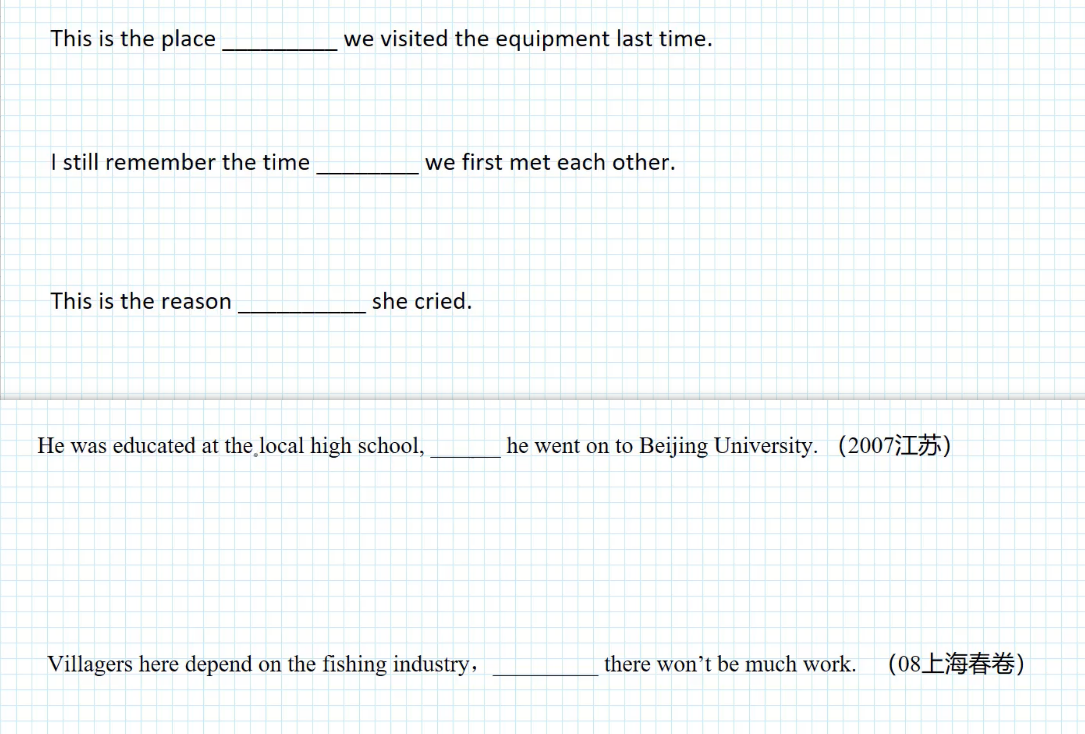 This is the place _________ we visited the equipment last time.
I still remember the time ________ we first met each other.
This is the reason __________ she cried.
He was educated at the local high school, ______ he went on to Beijing University. （2007江苏）
Villagers here depend on the fishing industry， _________ there won’t be much work. （08上海春卷）